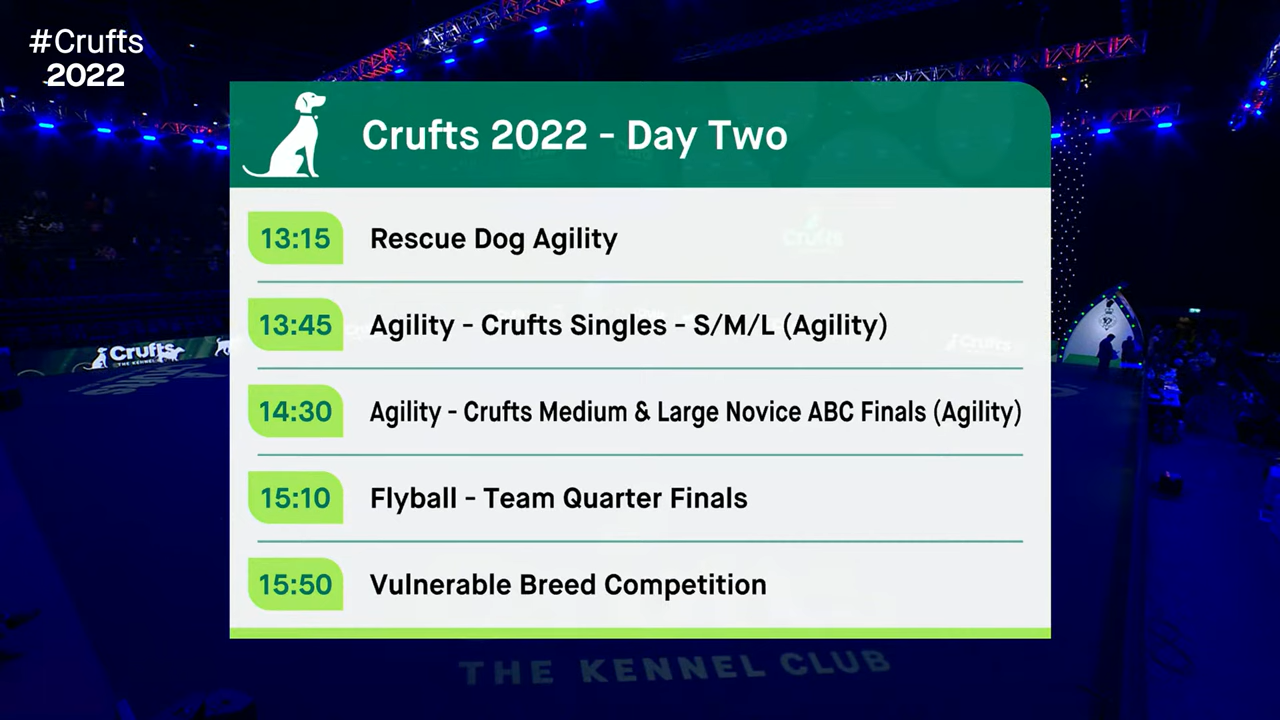 #Crufts
2022
Crufts 2022 - Day Two
13:15 Rescue Dog Agility
13:45 Agility - Crufts Singles - S/M/L (Agility)
14:30 Agility - Crufts Medium & Large Novice ABC Finals (Agility)
15:10 Flyball - Team Quarter Finals
15:50 Vulnerable Breed Competition
Crufts
THE KENNEL CLUB